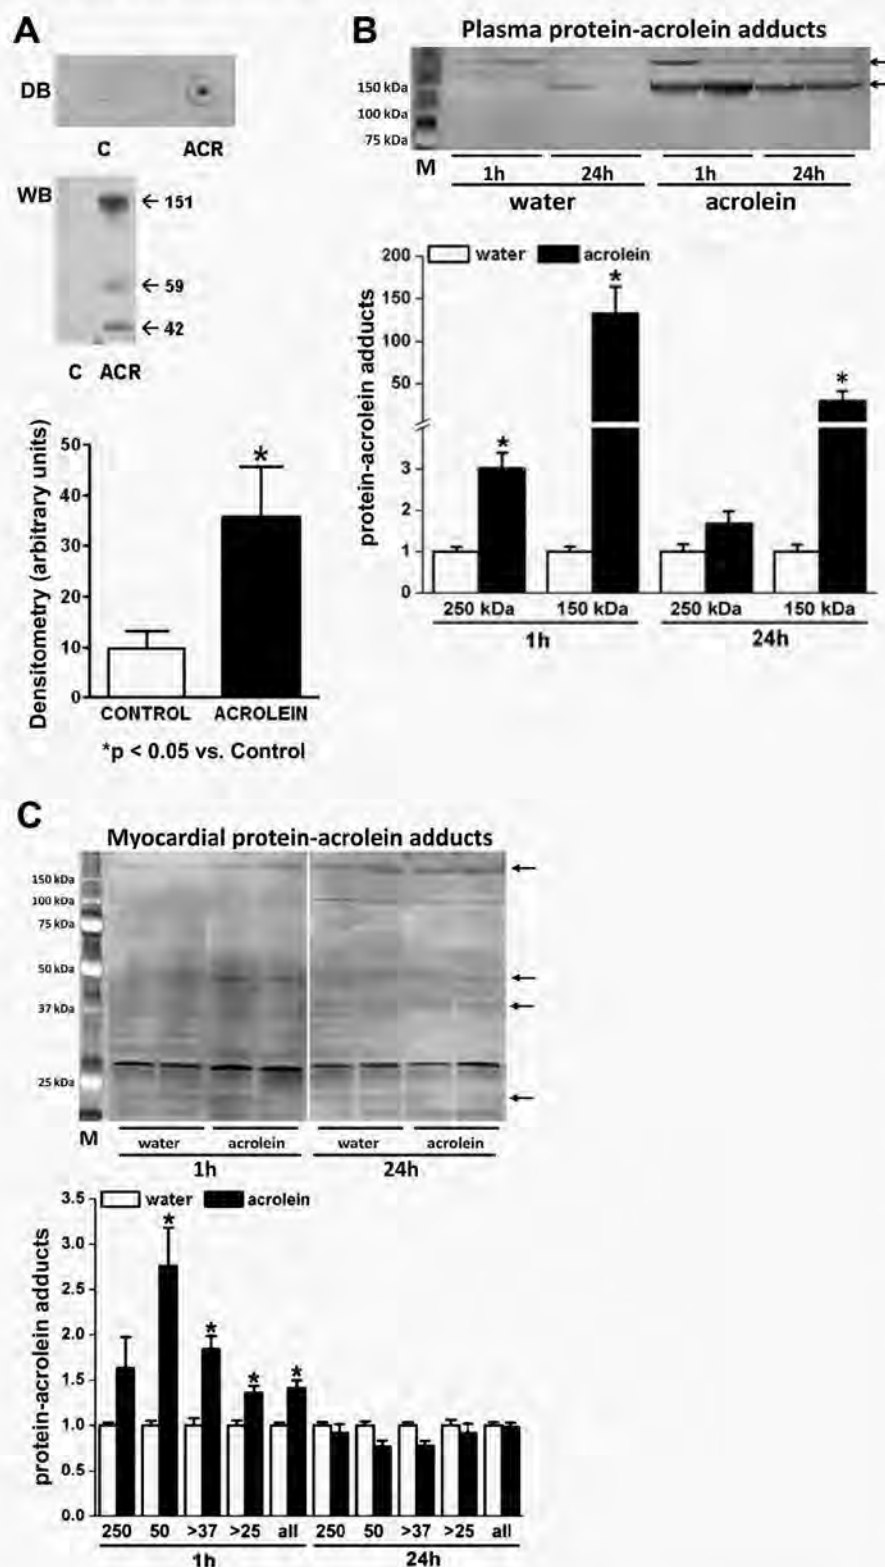 A
DB
C ACR
WB
← 151
← 59
← 42
C ACR
Densitometry (arbitrary units)
50
40
30
20
10
0
*
CONTROL ACROLEIN
*p < 0.05 vs. Control
B
Plasma protein-acrolein adducts
150 kDa
100 kDa
75 kDa
M
1h 24h 1h 24h
water acrolein
water acrolein
protein-acrolein adducts
200
150
100
50
3
2
1
0
* * *
250 kDa 150 kDa 250 kDa 150 kDa
1h 24h
C
Myocardial protein-acrolein adducts
150 kDa
100 kDa
75 kDa
50 kDa
37 kDa
25 kDa
M
water acrolein water acrolein
1h 24h
water acrolein
protein-acrolein adducts
3.5
3.0
2.5
2.0
1.5
1.0
0.5
0.0
* * * *
250 50 >37 >25 all 250 50 >37 >25 all
1h 24h